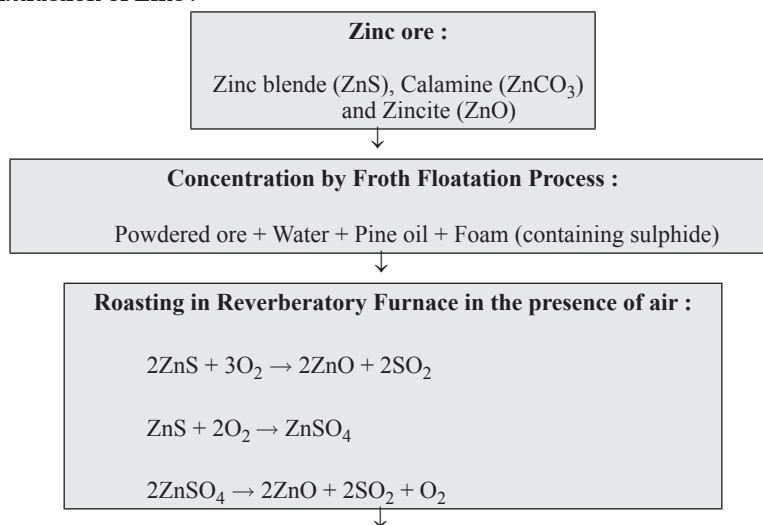 Zinc ore :
Zinc blende (ZnS), Calamine (ZnCO₃)
and Zincite (ZnO)
↓
Concentration by Froth Floatation Process :
Powdered ore + Water + Pine oil + Foam (containing sulphide)
↓
Roasting in Reverberatory Furnace in the presence of air :
2ZnS + 3O₂ → 2ZnO + 2SO₂
ZnS + 2O₂ → ZnSO₄
2ZnSO₄ → 2ZnO + 2SO₂ + O₂
↓